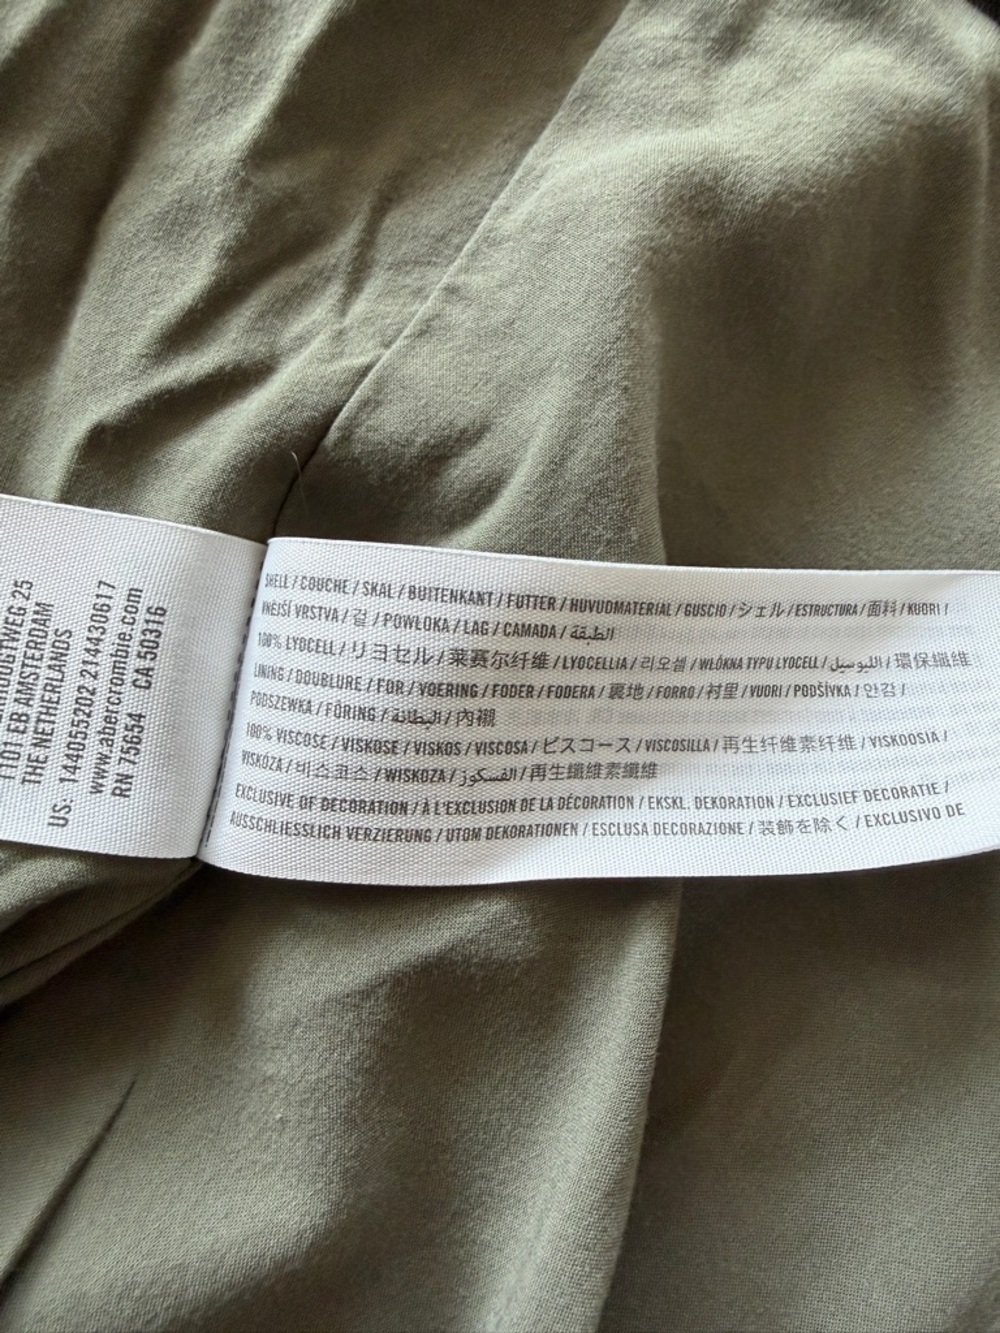 1101 EB AMSTERDAM
THE NETHERLANDS
US. 144055202 214430617
www.abercrombie.com
RN 75654 CA 50316
SHELL / COUCHE / SKAL / BUITENKANT / FUTTER / HUVUDMATERIAL / GUSCIO / シェル / ESTRUCTURA / 面料 / KUORI /
VNĚJŠÍ VRSTVA / 겉 / POWŁOKA / LAG / CAMADA / الطبقة
100% LYOCELL / リヨセル / 莱赛尔纤维 / LYOCELLIA / 리오셀 / WŁÓKNA TYPU LYOCELL / الليوسيل / 環保纖維
LINING / DOUBLURE / FOR / VOERING / FODER / FODERA / 裏地 / FORRO / 衬里 / VUORI / PODŠÍVKA / 안감 /
PODSZEWKA / FÔRING / البطانة / 內襯
100% VISCOSE / VISKOSE / VISKOS / VISCOSA / ビスコース / VISCOSILLA / 再生纤维素纤维 / VISKOOSIA /
VISKOZA / 비스코스 / WISKOZA / الفسكوز / 再生纖維素纖維
EXCLUSIVE OF DECORATION / À L'EXCLUSION DE LA DÉCORATION / EKSKL. DEKORATION / EXCLUSIEF DECORATIE /
AUSSCHLIESSLICH VERZIERUNG / UTOM DEKORATIONEN / ESCLUSA DECORAZIONE / 装飾を除く / EXCLUSIVO DE